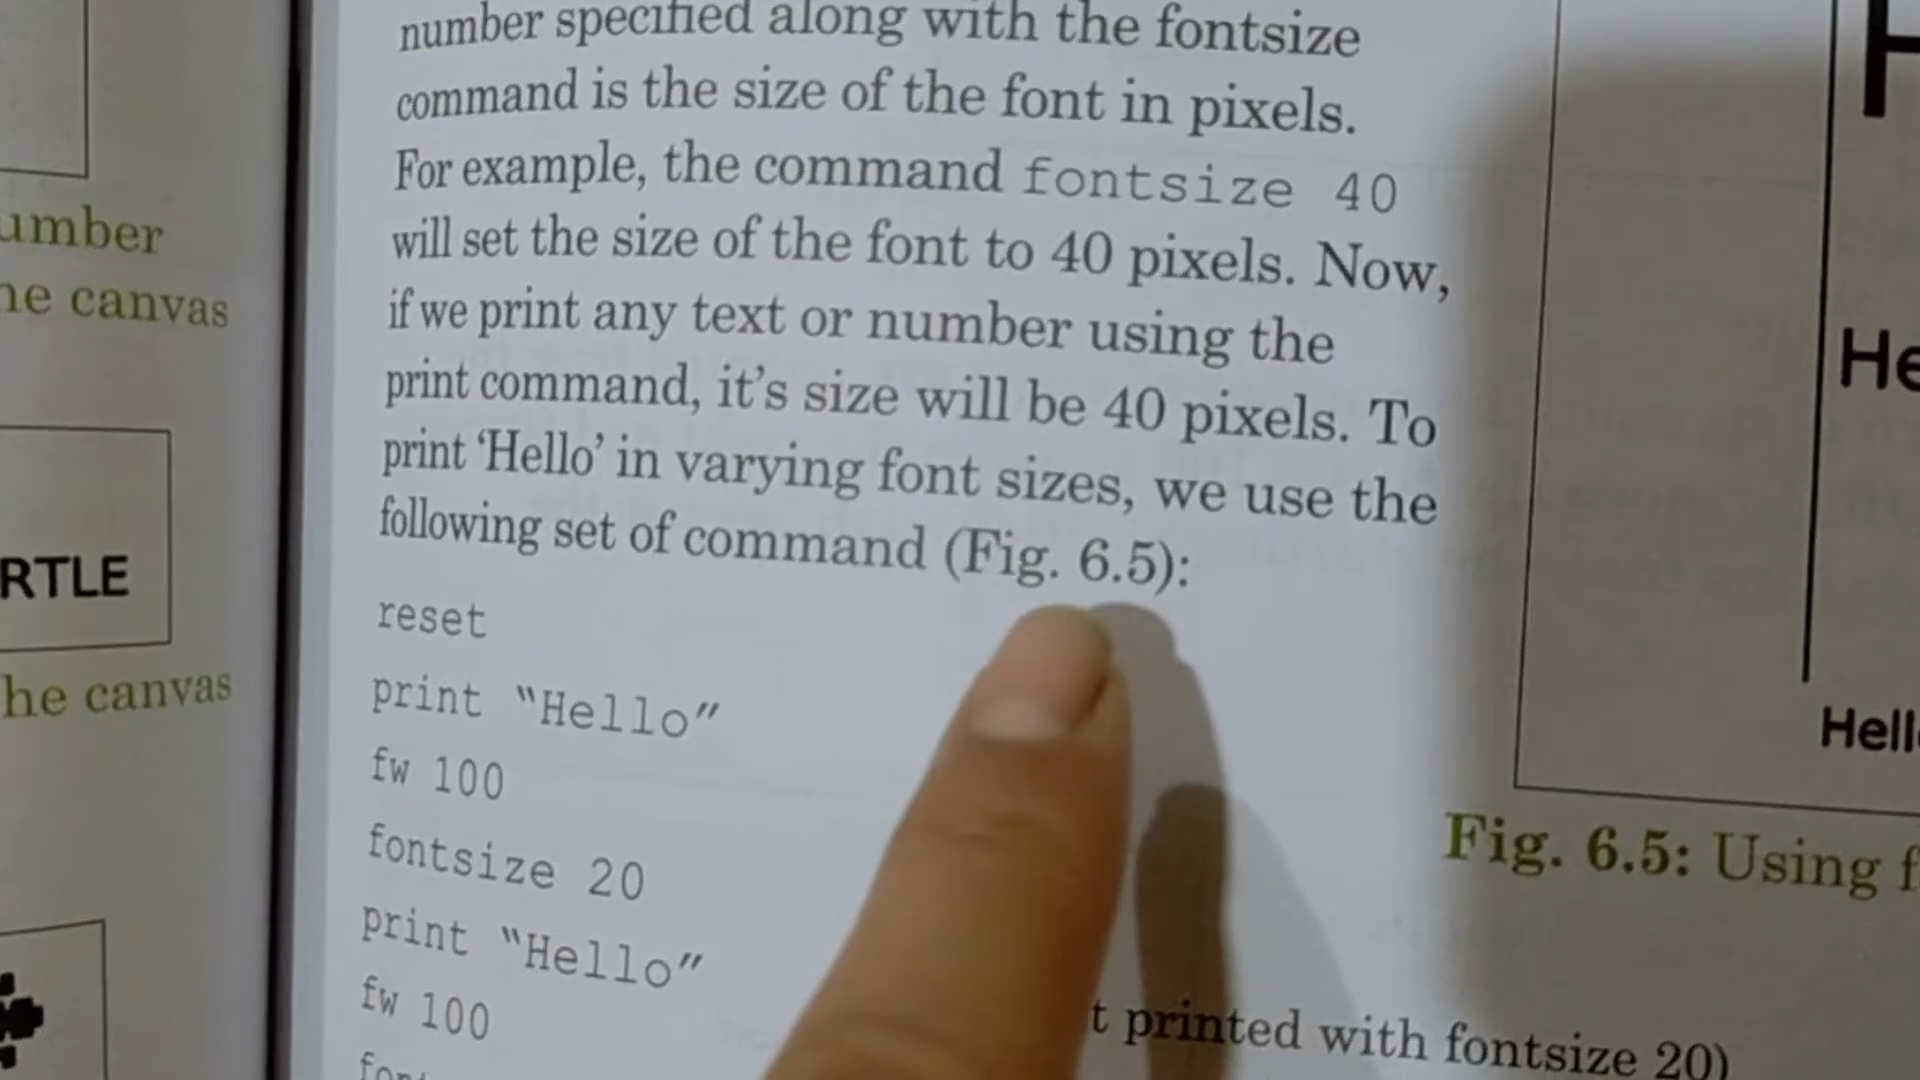 umber
he canvas
RTLE
he canvas
number specified along with the fontsize
command is the size of the font in pixels.
For example, the command fontsize 40
will set the size of the font to 40 pixels. Now,
if we print any text or number using the
print command, it's size will be 40 pixels. To
print ‘Hello’ in varying font sizes, we use the
following set of command (Fig. 6.5):
reset
print “Hello”
fw 100
fontsize 20
print “Hello”
fw 100
t printed with fontsize 20)
H
He
Hell
Fig. 6.5: Using f